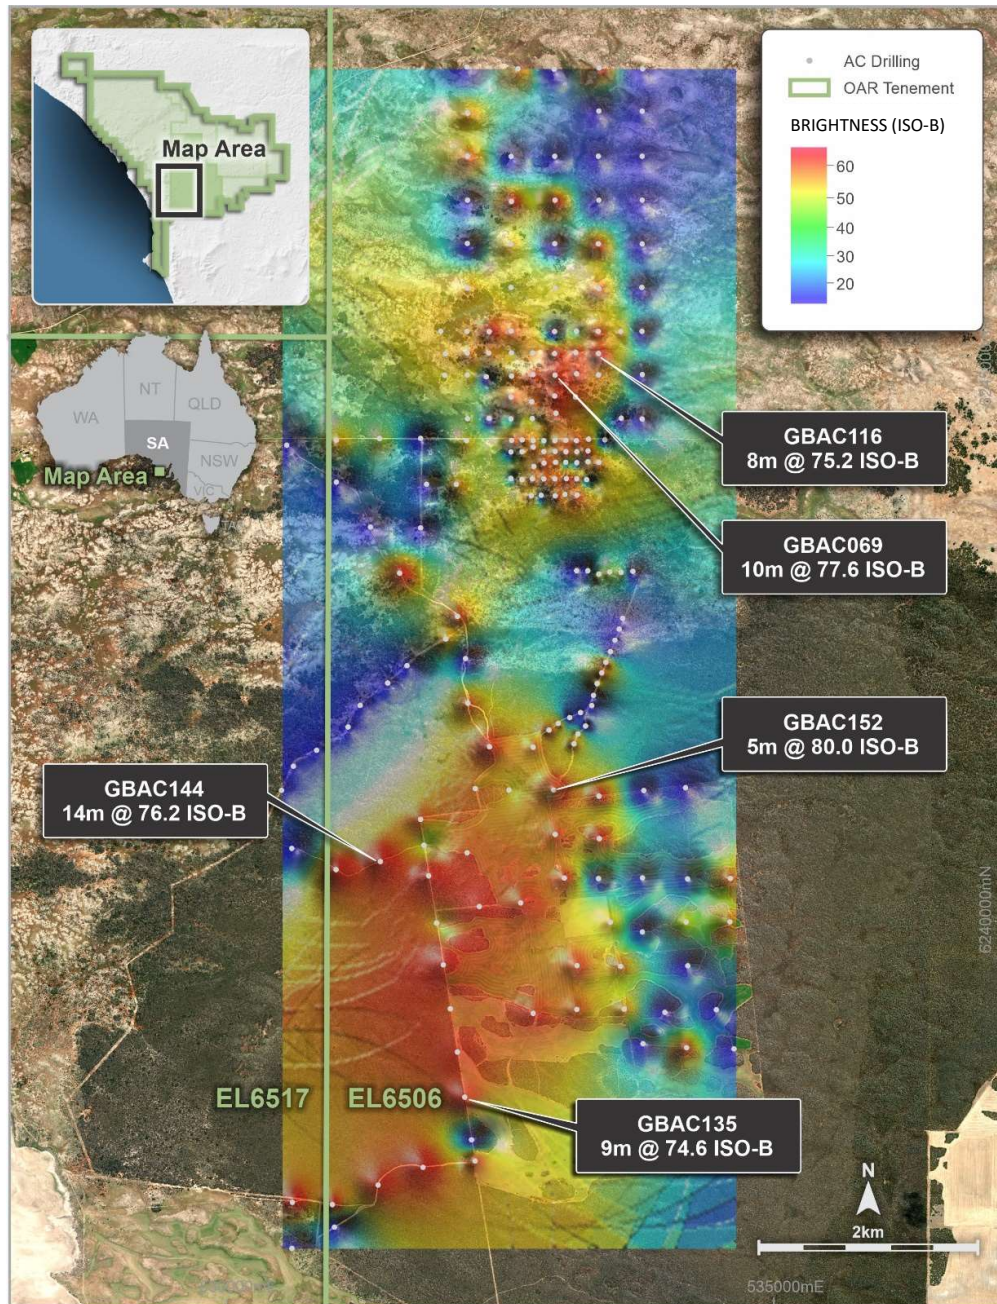 Map Area
AC Drilling
OAR Tenement
BRIGHTNESS (ISO-B)
60
50
40
30
20
WA
NT
QLD
SA
NSW
VIC
TAS
Map Area
GBAC116
8m @ 75.2 ISO-B
GBAC069
10m @ 77.6 ISO-B
GBAC152
5m @ 80.0 ISO-B
GBAC144
14m @ 76.2 ISO-B
6240000mN
EL6517
EL6506
GBAC135
9m @ 74.6 ISO-B
N
2km
535000mE